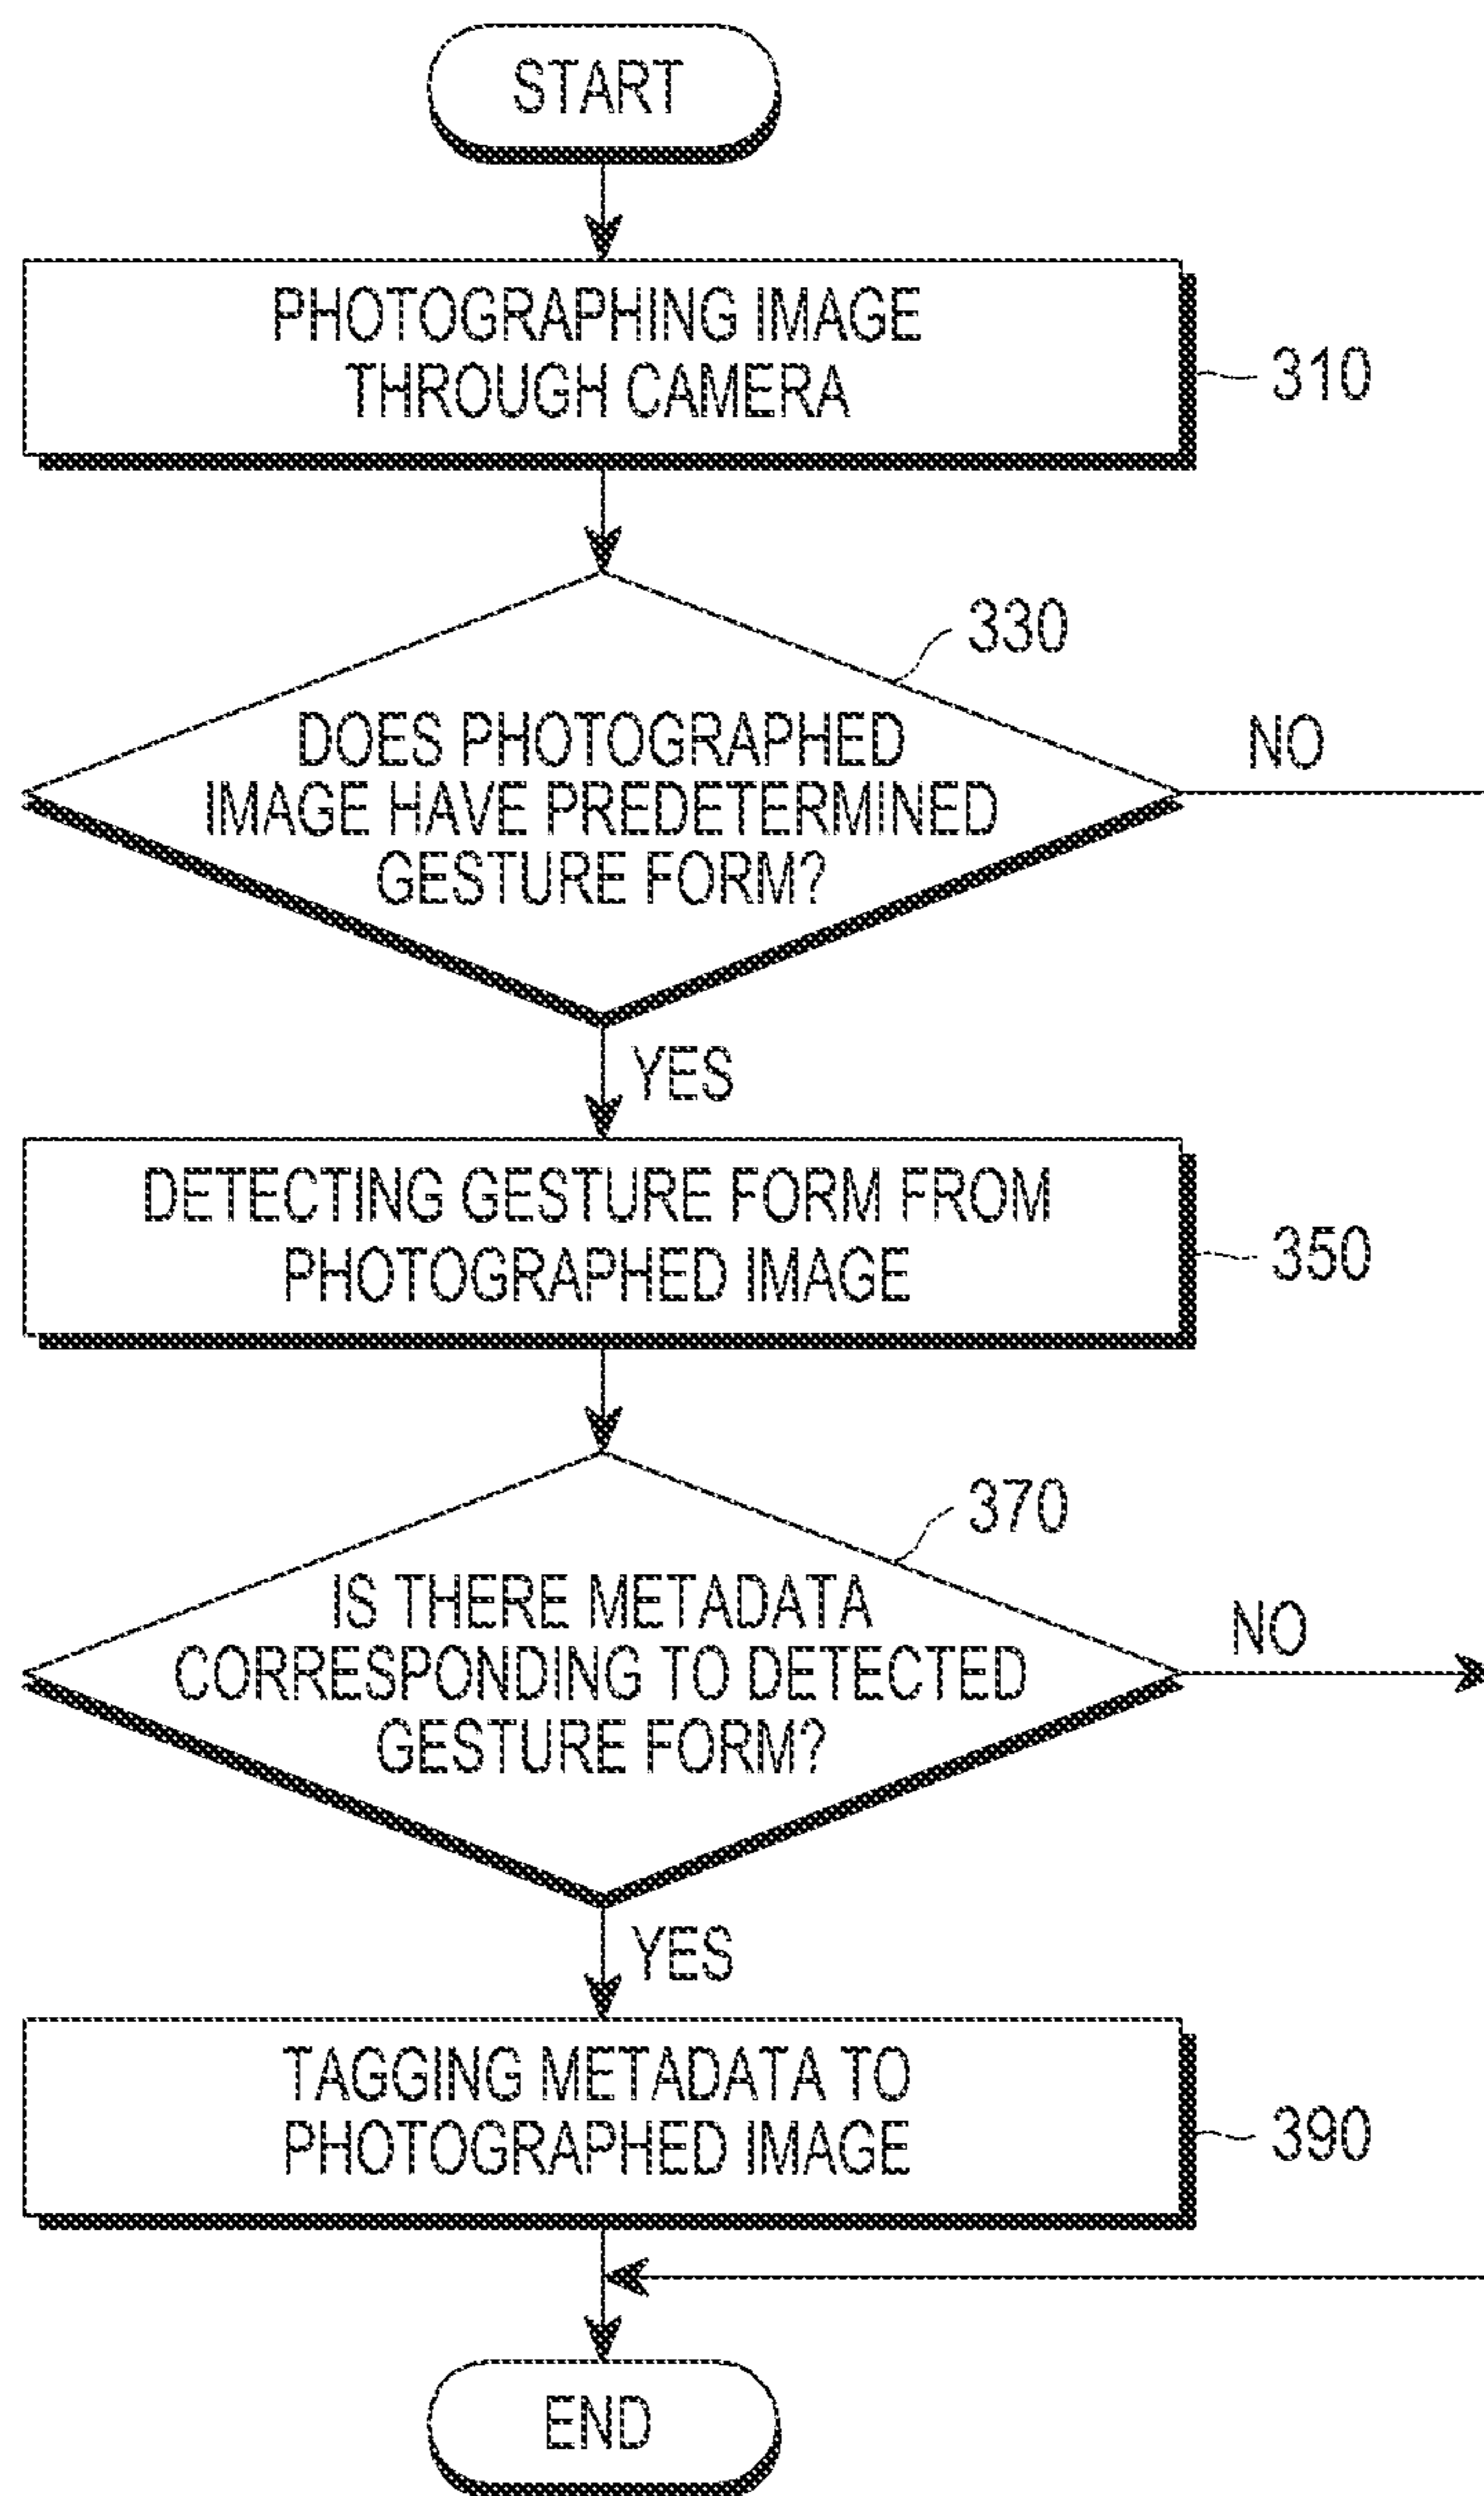 START
PHOTOGRAPHING IMAGE
THROUGH CAMERA
310
330
DOES PHOTOGRAPHED
IMAGE HAVE PREDETERMINED
GESTURE FORM?
NO
YES
DETECTING GESTURE FORM FROM
PHOTOGRAPHED IMAGE
350
370
IS THERE METADATA
CORRESPONDING TO DETECTED
GESTURE FORM?
NO
YES
TAGGING METADATA TO
PHOTOGRAPHED IMAGE
390
END